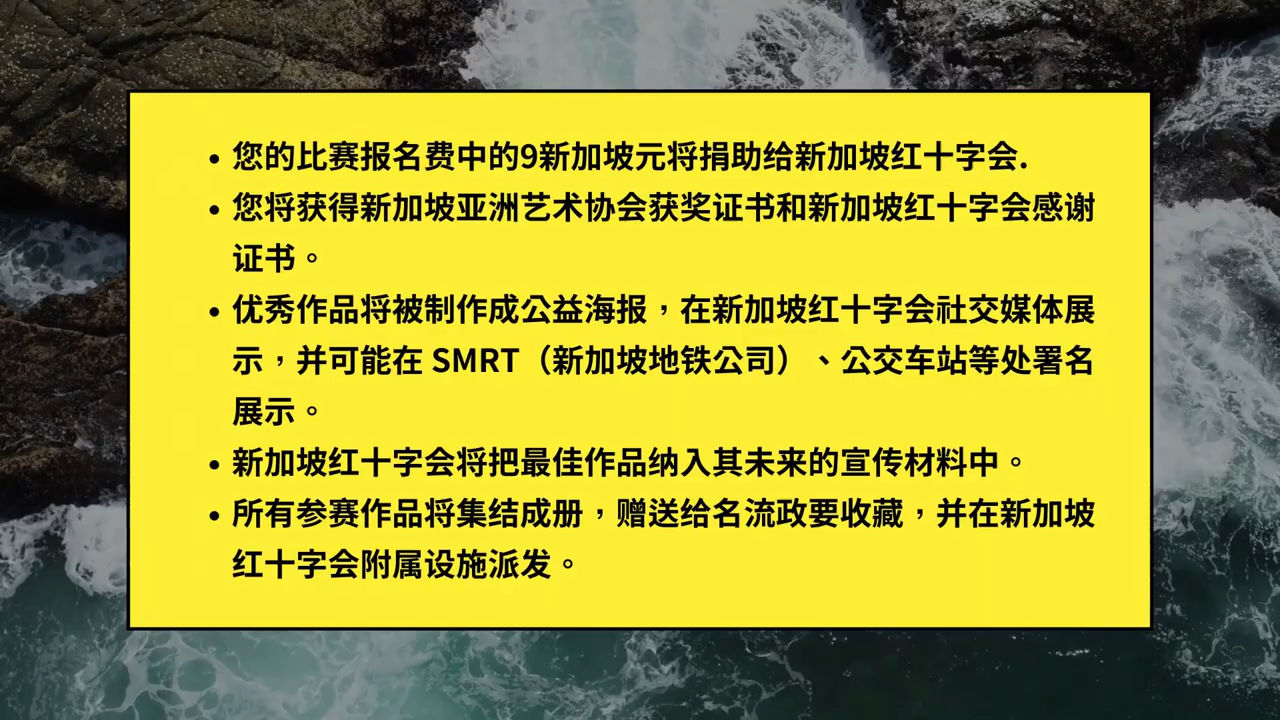 • 您的比赛报名费中的9新加坡元将捐助给新加坡红十字会.
• 您将获得新加坡亚洲艺术协会获奖证书和新加坡红十字会感谢
证书。
• 优秀作品将被制作成公益海报，在新加坡红十字会社交媒体展
示，并可能在 SMRT（新加坡地铁公司）、公交车站等处署名
展示。
• 新加坡红十字会将把最佳作品纳入其未来的宣传材料中。
• 所有参赛作品将集结成册，赠送给名流政要收藏，并在新加坡
红十字会附属设施派发。